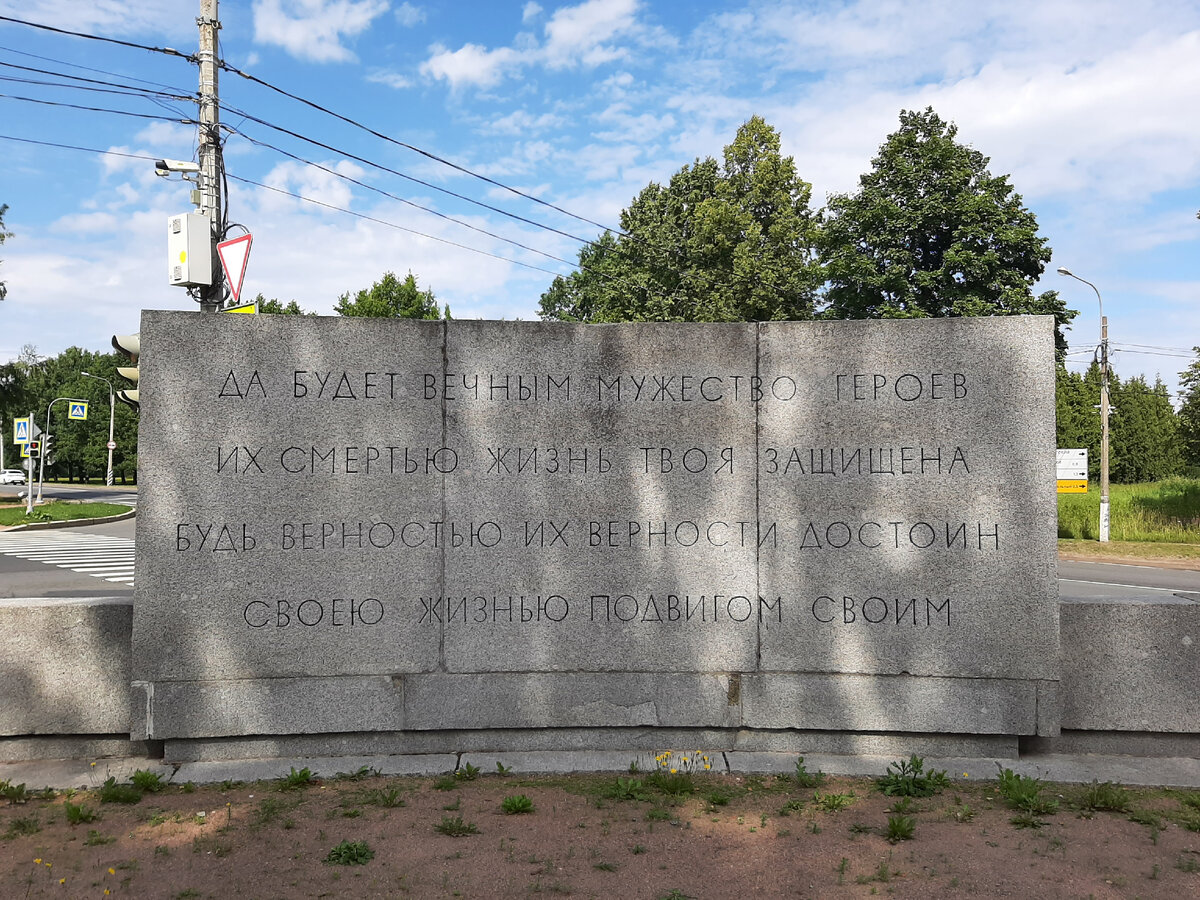 ДА БУДЕТ ВЕЧНЫМ МУЖЕСТВО ГЕРОЕВ
ИХ СМЕРТЬЮ ЖИЗНЬ ТВОЯ ЗАЩИЩЕНА
БУДЬ ВЕРНОСТЬЮ ИХ ВЕРНОСТИ ДОСТОИН
СВОЕЮ ЖИЗНЬЮ ПОДВИГОМ СВОИМ